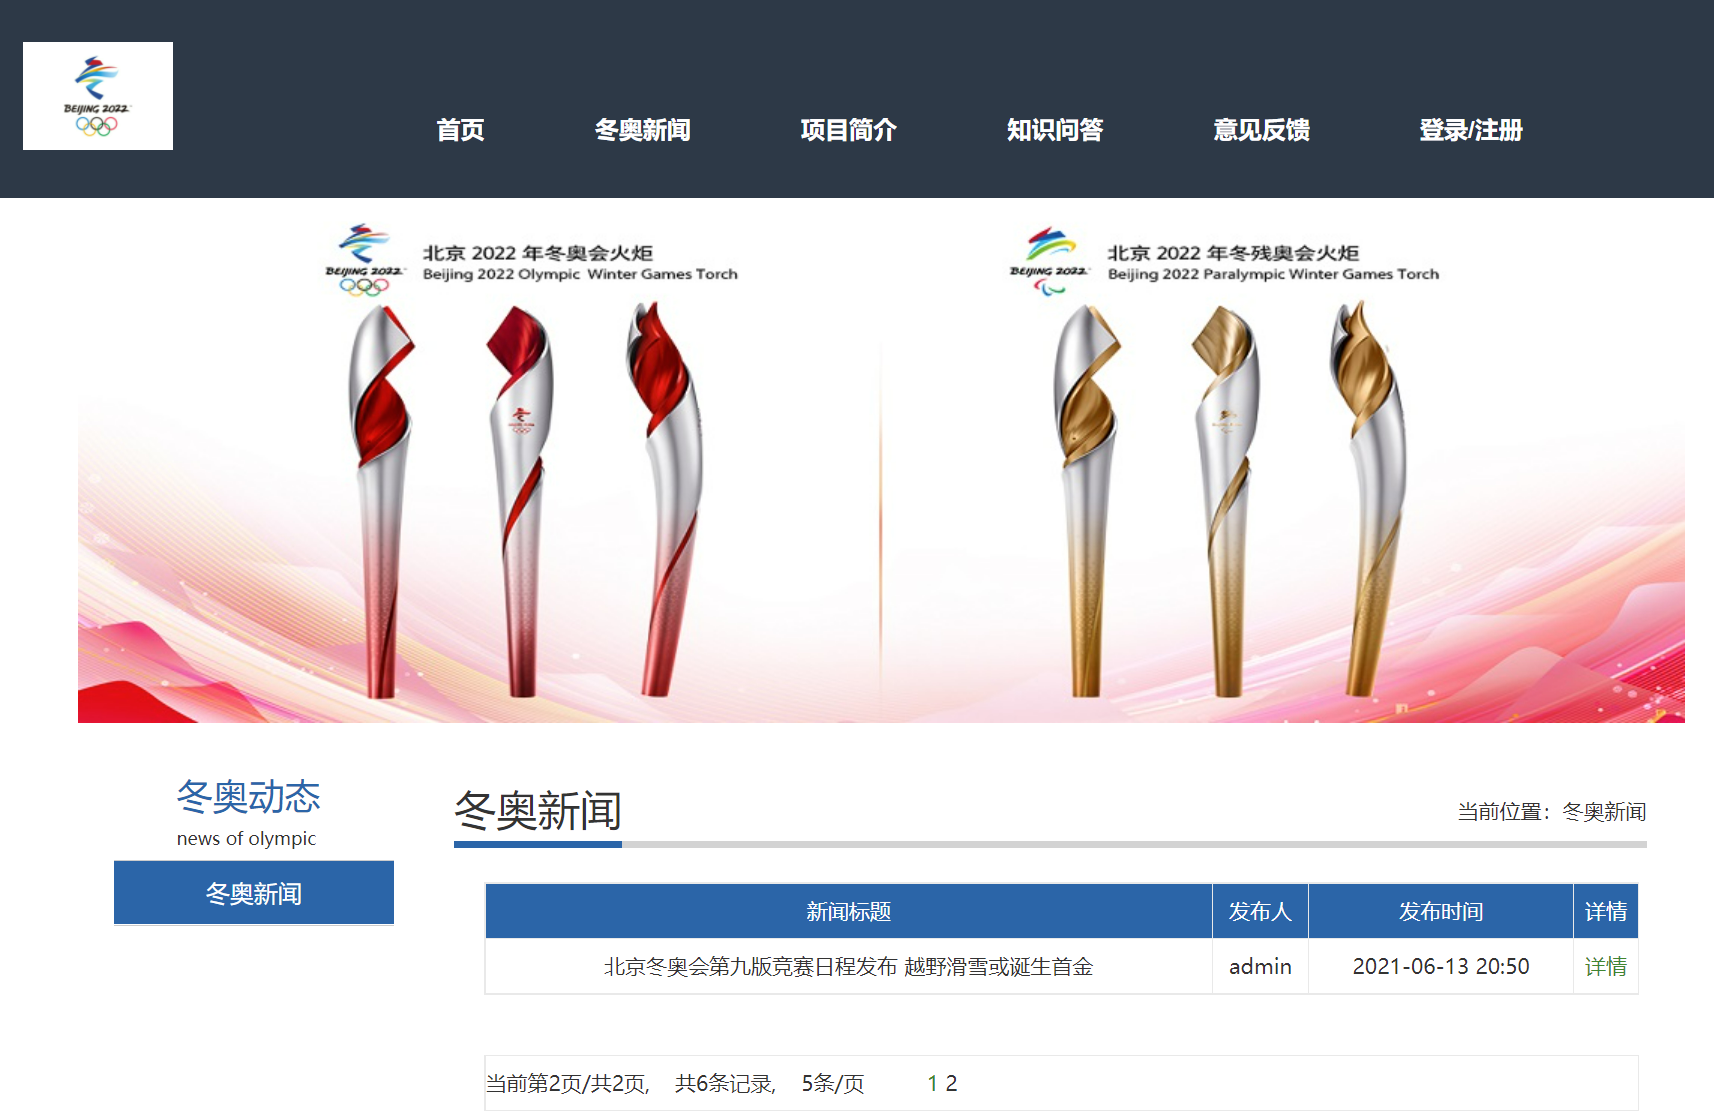 BEIJING 2022
首页
冬奥新闻
项目简介
知识问答
意见反馈
登录/注册
BEIJING 2022
北京 2022 年冬奥会火炬
Beijing 2022 Olympic Winter Games Torch
BEIJING 2022
北京 2022 年冬残奥会火炬
Beijing 2022 Paralympic Winter Games Torch
冬奥动态
news of olympic
冬奥新闻
冬奥新闻
当前位置：冬奥新闻
新闻标题 发布人 发布时间 详情
北京冬奥会第九版竞赛日程发布 越野滑雪或诞生首金 admin 2021-06-13 20:50 详情
当前第2页/共2页, 共6条记录, 5条/页 1 2